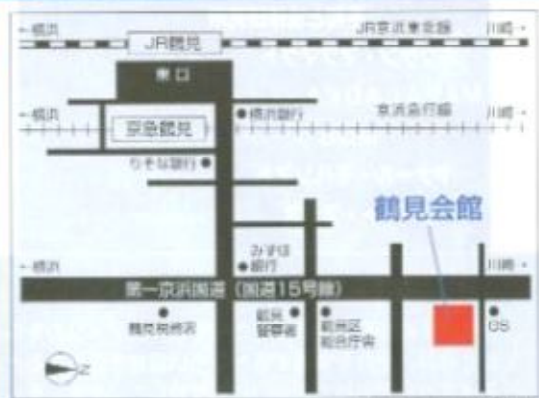 ←横浜
JR鶴見
JR京浜東北線
川崎→
東口
←横浜
京急鶴見
横浜銀行
京浜急行線
川崎→
りそな銀行
鶴見会館
みずほ
銀行
←横浜
川崎→
第一京浜国道(国道15号線)
鶴見税務署
鶴見
警察署
鶴見区
総合庁舎
GS
Z